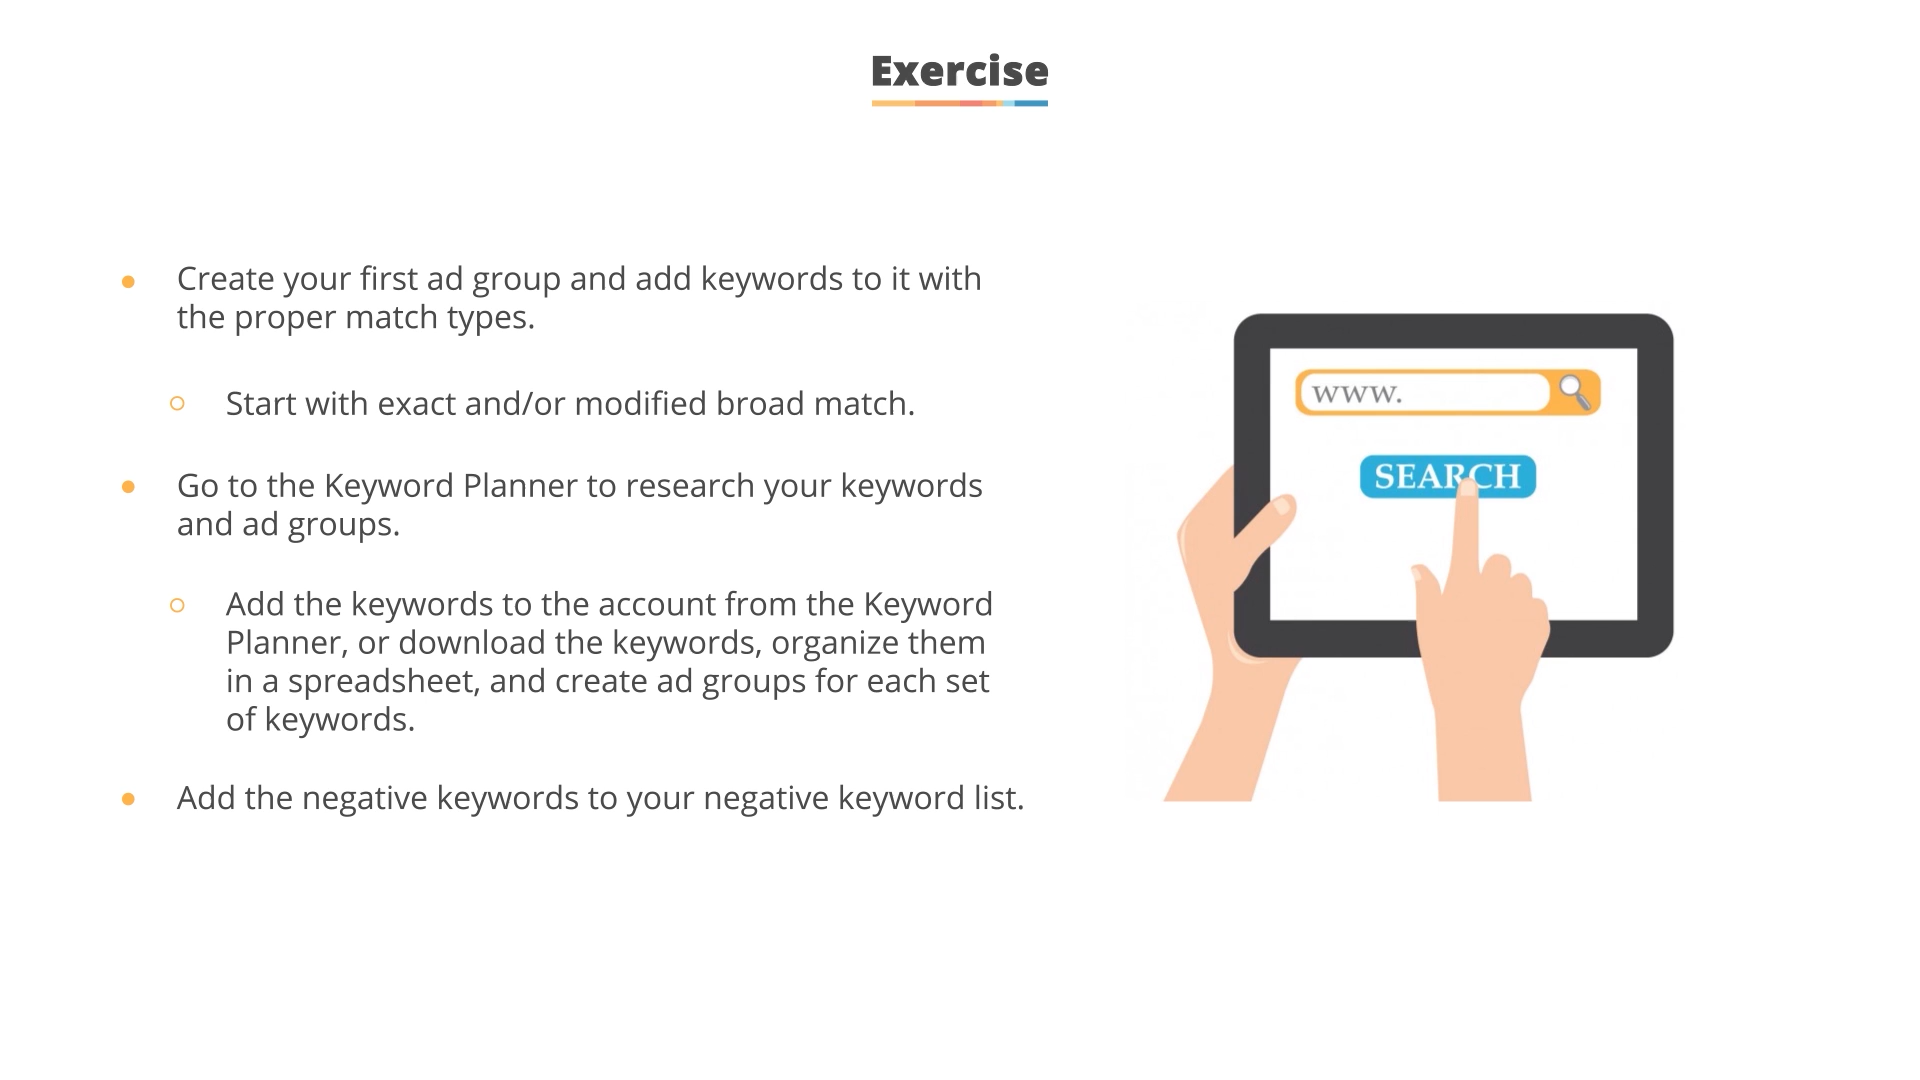 Exercise
Create your first ad group and add keywords to it with
the proper match types.
Start with exact and/or modified broad match.
Go to the Keyword Planner to research your keywords
and ad groups.
Add the keywords to the account from the Keyword
Planner, or download the keywords, organize them
in a spreadsheet, and create ad groups for each set
of keywords.
Add the negative keywords to your negative keyword list.
www.
SEARCH